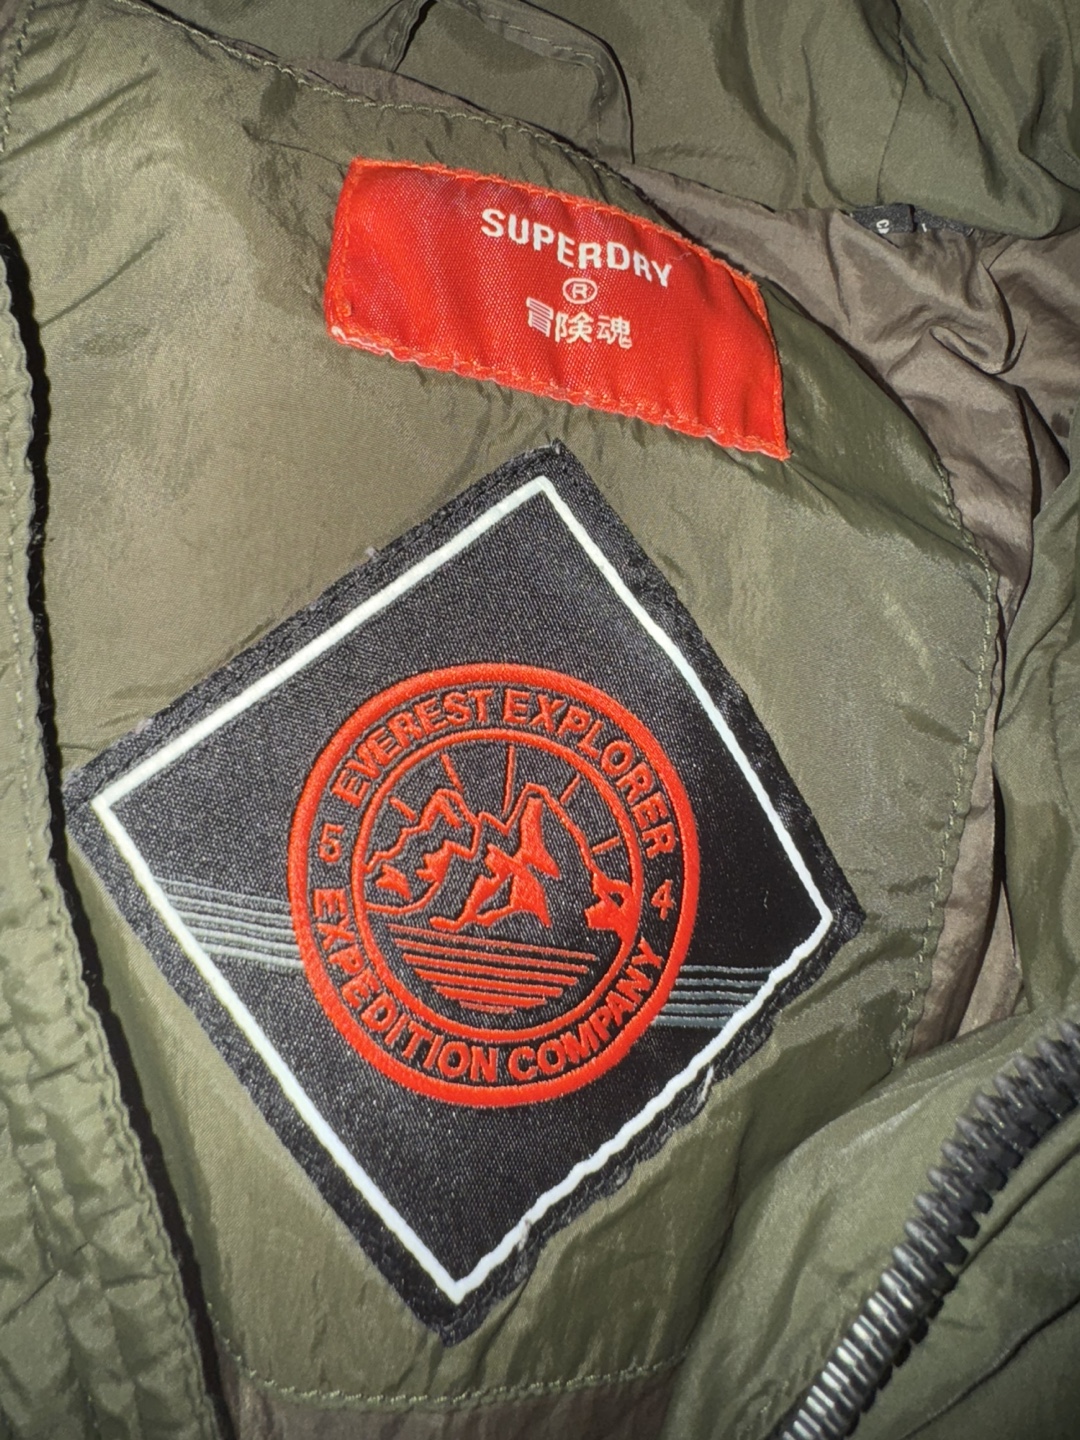 SUPERDRY
®
冒険魂
EVEREST EXPLORER
5 4
EXPEDITION COMPANY